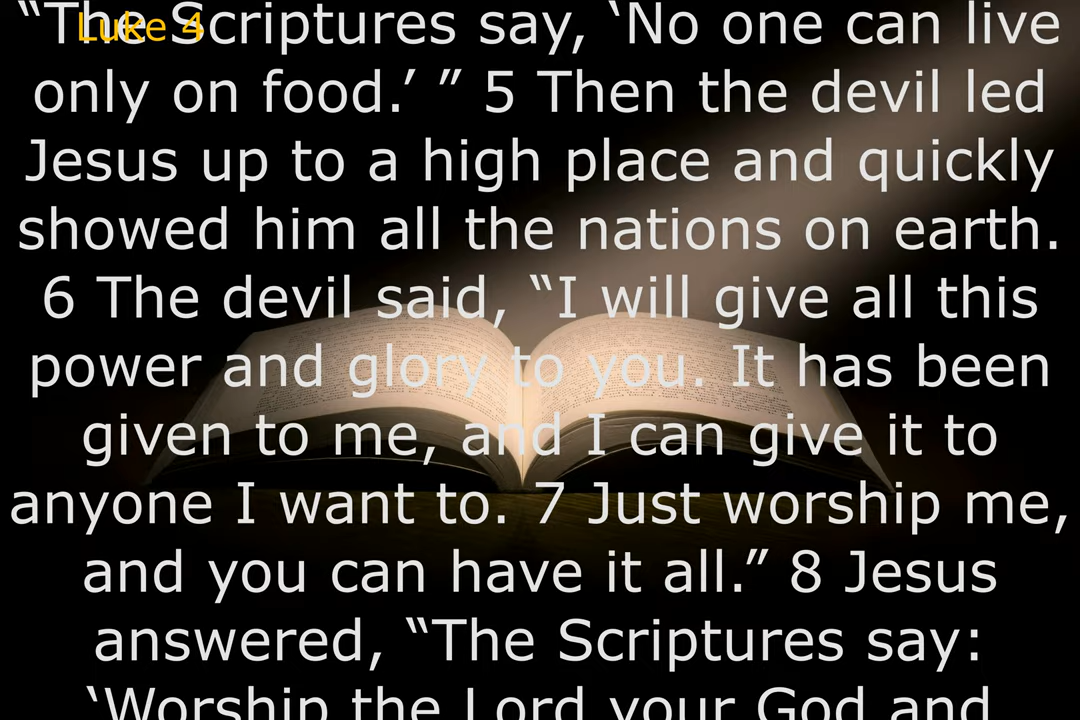 Luke 4
“The Scriptures say, ‘No one can live
only on food.’ ” 5 Then the devil led
Jesus up to a high place and quickly
showed him all the nations on earth.
6 The devil said, “I will give all this
power and glory to you. It has been
given to me, and I can give it to
anyone I want to. 7 Just worship me,
and you can have it all.” 8 Jesus
answered, “The Scriptures say:
‘Worship the Lord your God and